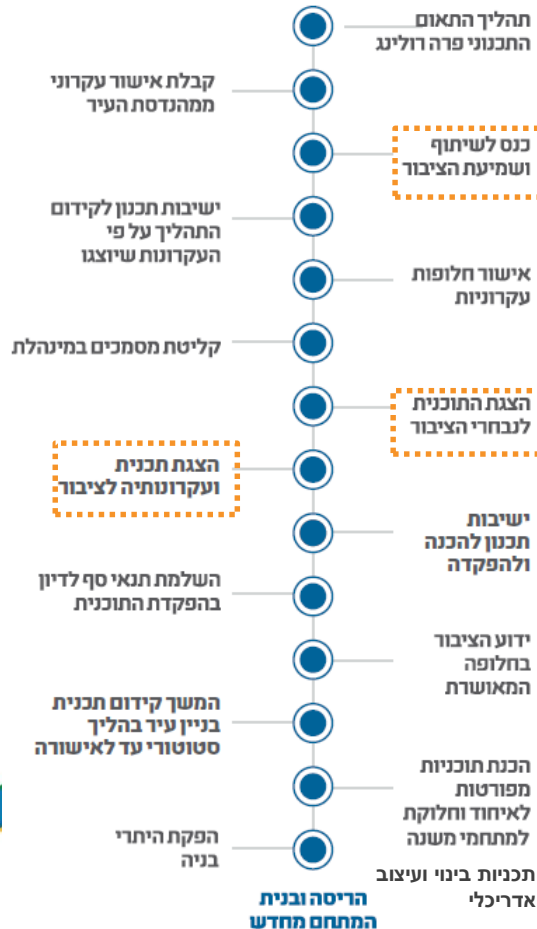 תהליך התאום
התכנוני פרה רולינג
קבלת אישור עקרוני
ממהנדסת העיר
כנס לשיתוף
ושמיעת הציבור
ישיבות תכנון לקידום
התהליך על פי
העקרונות שיוצגו
אישור חלופות
עקרוניות
קליטת מסמכים במינהלת
הצגת התוכנית
לנבחרי הציבור
הצגת תכנית
ועקרונותיה לציבור
ישיבות
תכנון להכנה
ולהפקדה
השלמת תנאי סף לדיון
בהפקדת התוכנית
ידוע הציבור
בחלופה
המאושרת
המשך קידום תכנית
בניין עיר בהליך
סטוטורי עד לאישורה
הכנת תוכניות
מפורטות
לאיחוד וחלוקת
למתחמי משנה
הפקת היתרי
בניה
תכניות בינוי ועיצוב
אדריכלי
הריסה ובנית
המתחם מחדש